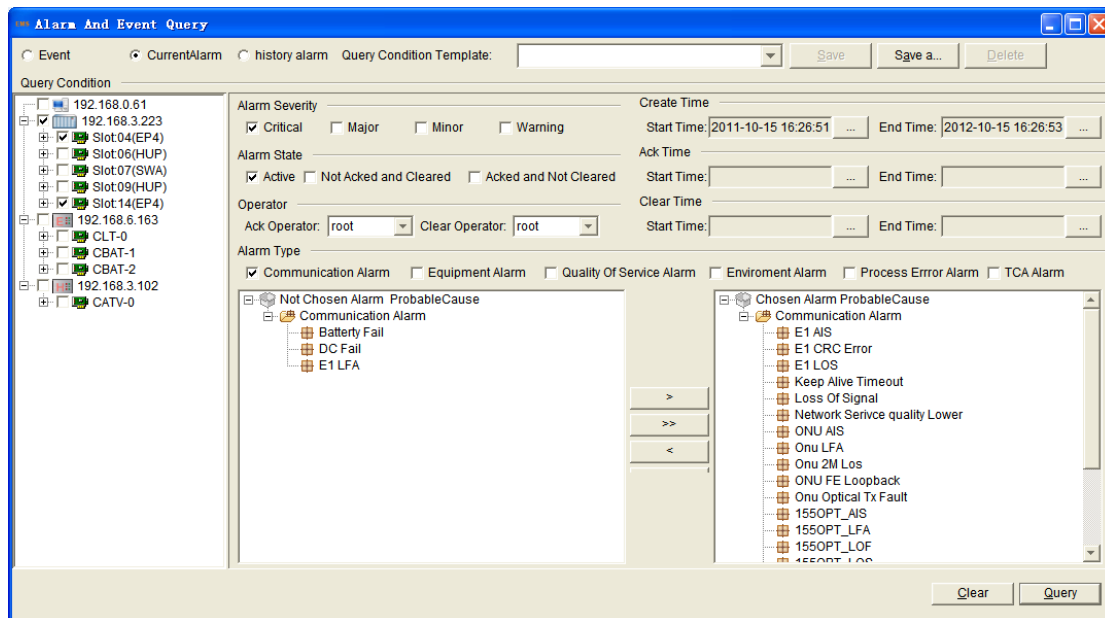 Alarm And Event Query
Event CurrentAlarm history alarm Query Condition Template: Save Save a... Delete
Query Condition
192.168.0.61
192.168.3.223
Slot:04(EP4)
Slot:06(HUP)
Slot:07(SWA)
Slot:09(HUP)
Slot:14(EP4)
192.168.6.163
CLT-0
CBAT-1
CBAT-2
192.168.3.102
CATV-0
Alarm Severity
Critical Major Minor Warning
Alarm State
Active Not Acked and Cleared Acked and Not Cleared
Operator
Ack Operator: root Clear Operator: root
Create Time
Start Time: 2011-10-15 16:26:51 ... End Time: 2012-10-15 16:26:53 ...
Ack Time
Start Time: ... End Time: ...
Clear Time
Start Time: ... End Time: ...
Alarm Type
Communication Alarm Equipment Alarm Quality Of Service Alarm Enviroment Alarm Process Errror Alarm TCA Alarm
Not Chosen Alarm ProbableCause
Communication Alarm
Batterty Fail
DC Fail
E1 LFA
>
>>
<
Chosen Alarm ProbableCause
Communication Alarm
E1 AIS
E1 CRC Error
E1 LOS
Keep Alive Timeout
Loss Of Signal
Network Serivce quality Lower
ONU AIS
Onu LFA
Onu 2M Los
ONU FE Loopback
Onu Optical Tx Fault
155OPT_AIS
155OPT_LFA
155OPT_LOF
155OPT_LOS
Clear Query